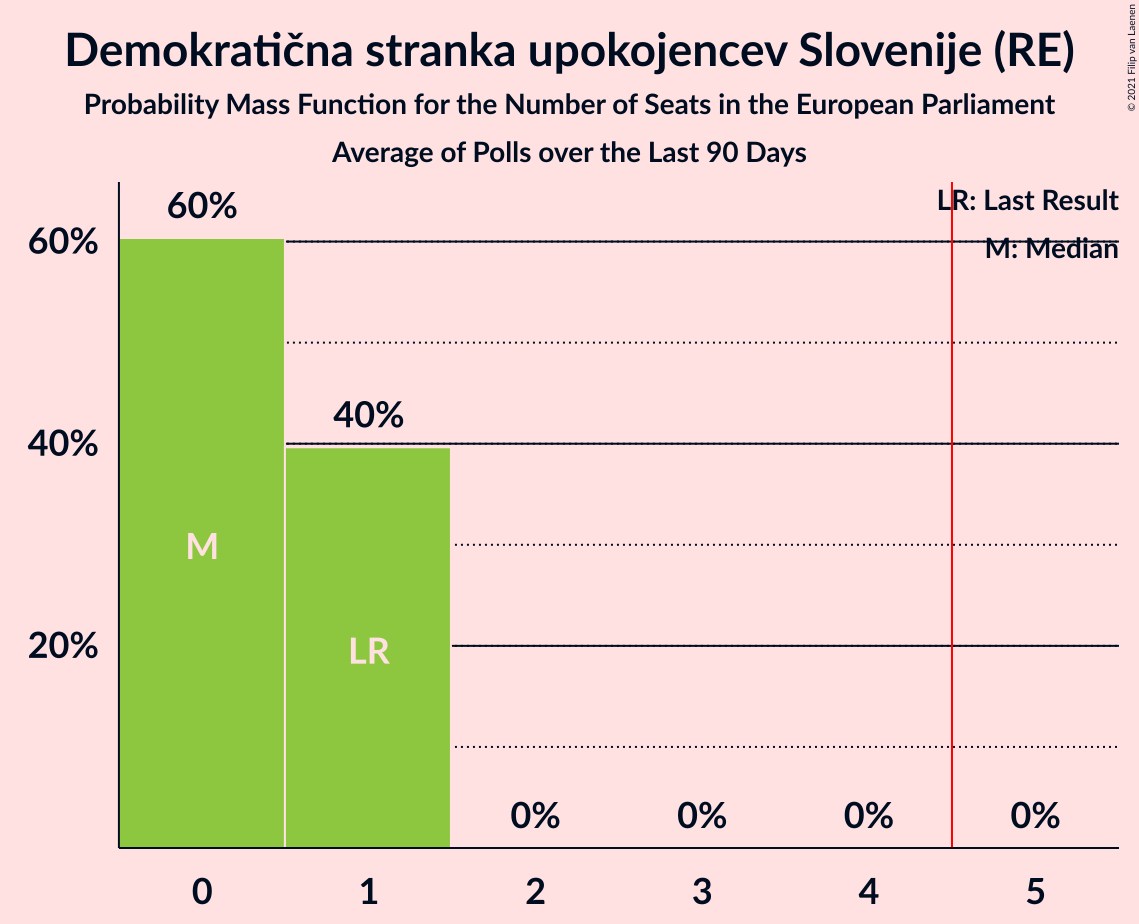 Demokratična stranka upokojencev Slovenije (RE)
Probability Mass Function for the Number of Seats in the European Parliament
Average of Polls over the Last 90 Days
© 2021 Filip van Laenen
LR: Last Result
M: Median
60%
40%
20%
60%
40%
0%
0%
0%
0%
M
LR
0
1
2
3
4
5